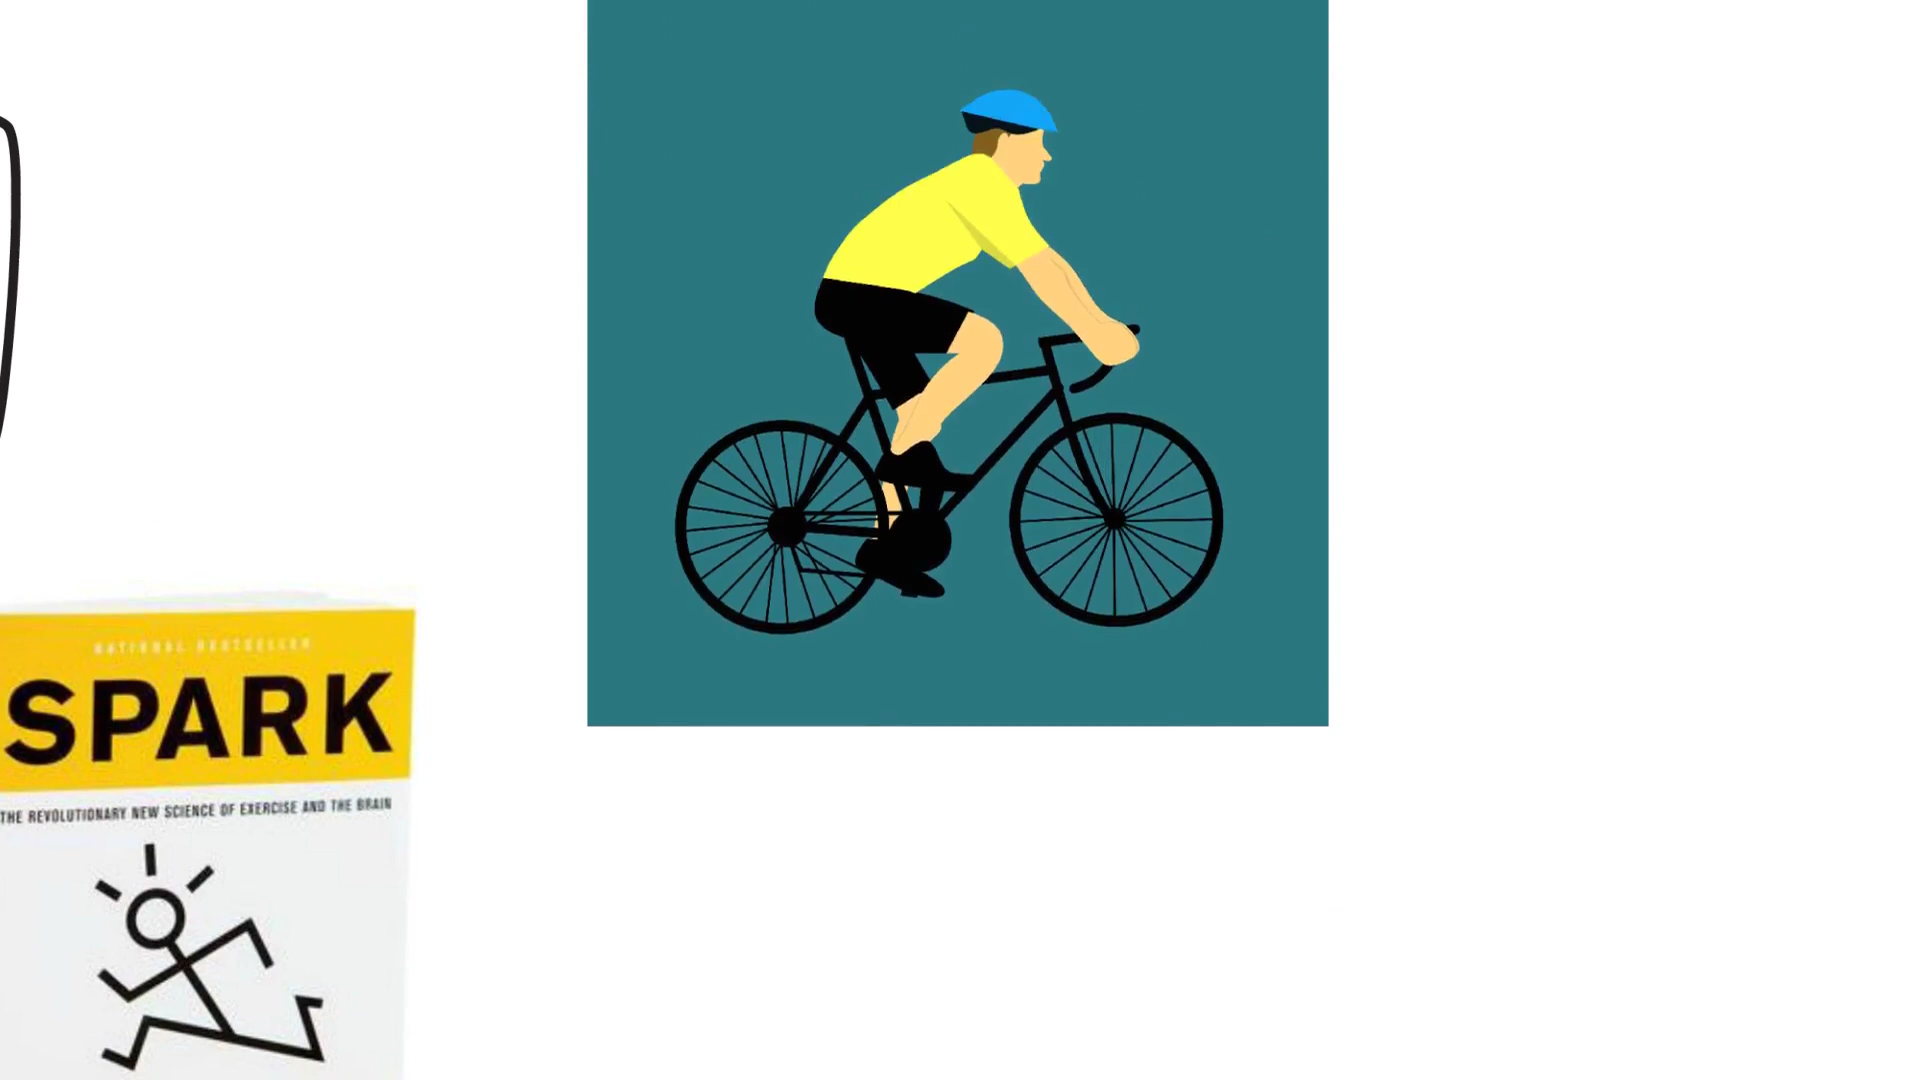 NATIONAL BESTSELLER
SPARK
THE REVOLUTIONARY NEW SCIENCE OF EXERCISE AND THE BRAIN